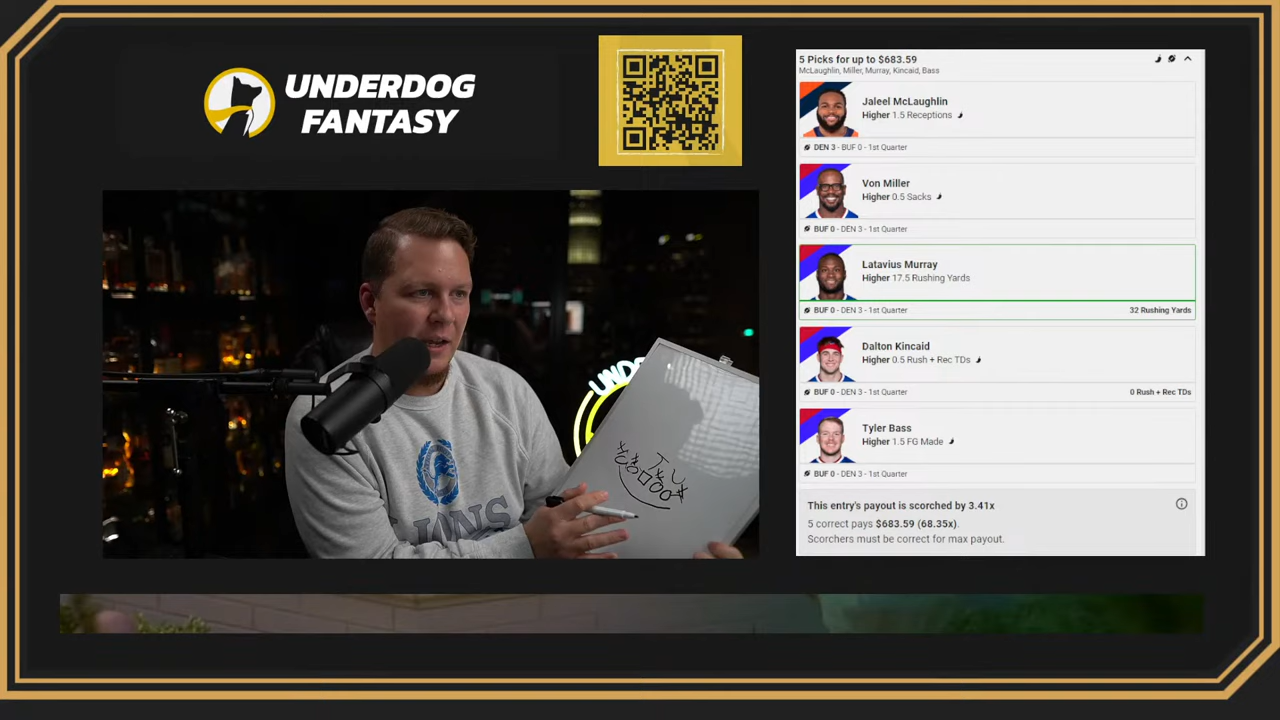 UNDERDOG
FANTASY
5 Picks for up to $683.59
McLaughlin, Miller, Murray, Kincaid, Bass
Jaleel McLaughlin
Higher 1.5 Receptions
DEN 3 - BUF 0 - 1st Quarter
Von Miller
Higher 0.5 Sacks
BUF 0 - DEN 3 - 1st Quarter
Latavius Murray
Higher 17.5 Rushing Yards
BUF 0 - DEN 3 - 1st Quarter 32 Rushing Yards
Dalton Kincaid
Higher 0.5 Rush + Rec TDs
BUF 0 - DEN 3 - 1st Quarter 0 Rush + Rec TDs
Tyler Bass
Higher 1.5 FG Made
BUF 0 - DEN 3 - 1st Quarter
This entry's payout is scorched by 3.41x
5 correct pays $683.59 (68.35x).
Scorchers must be correct for max payout.
UNDE
LIONS